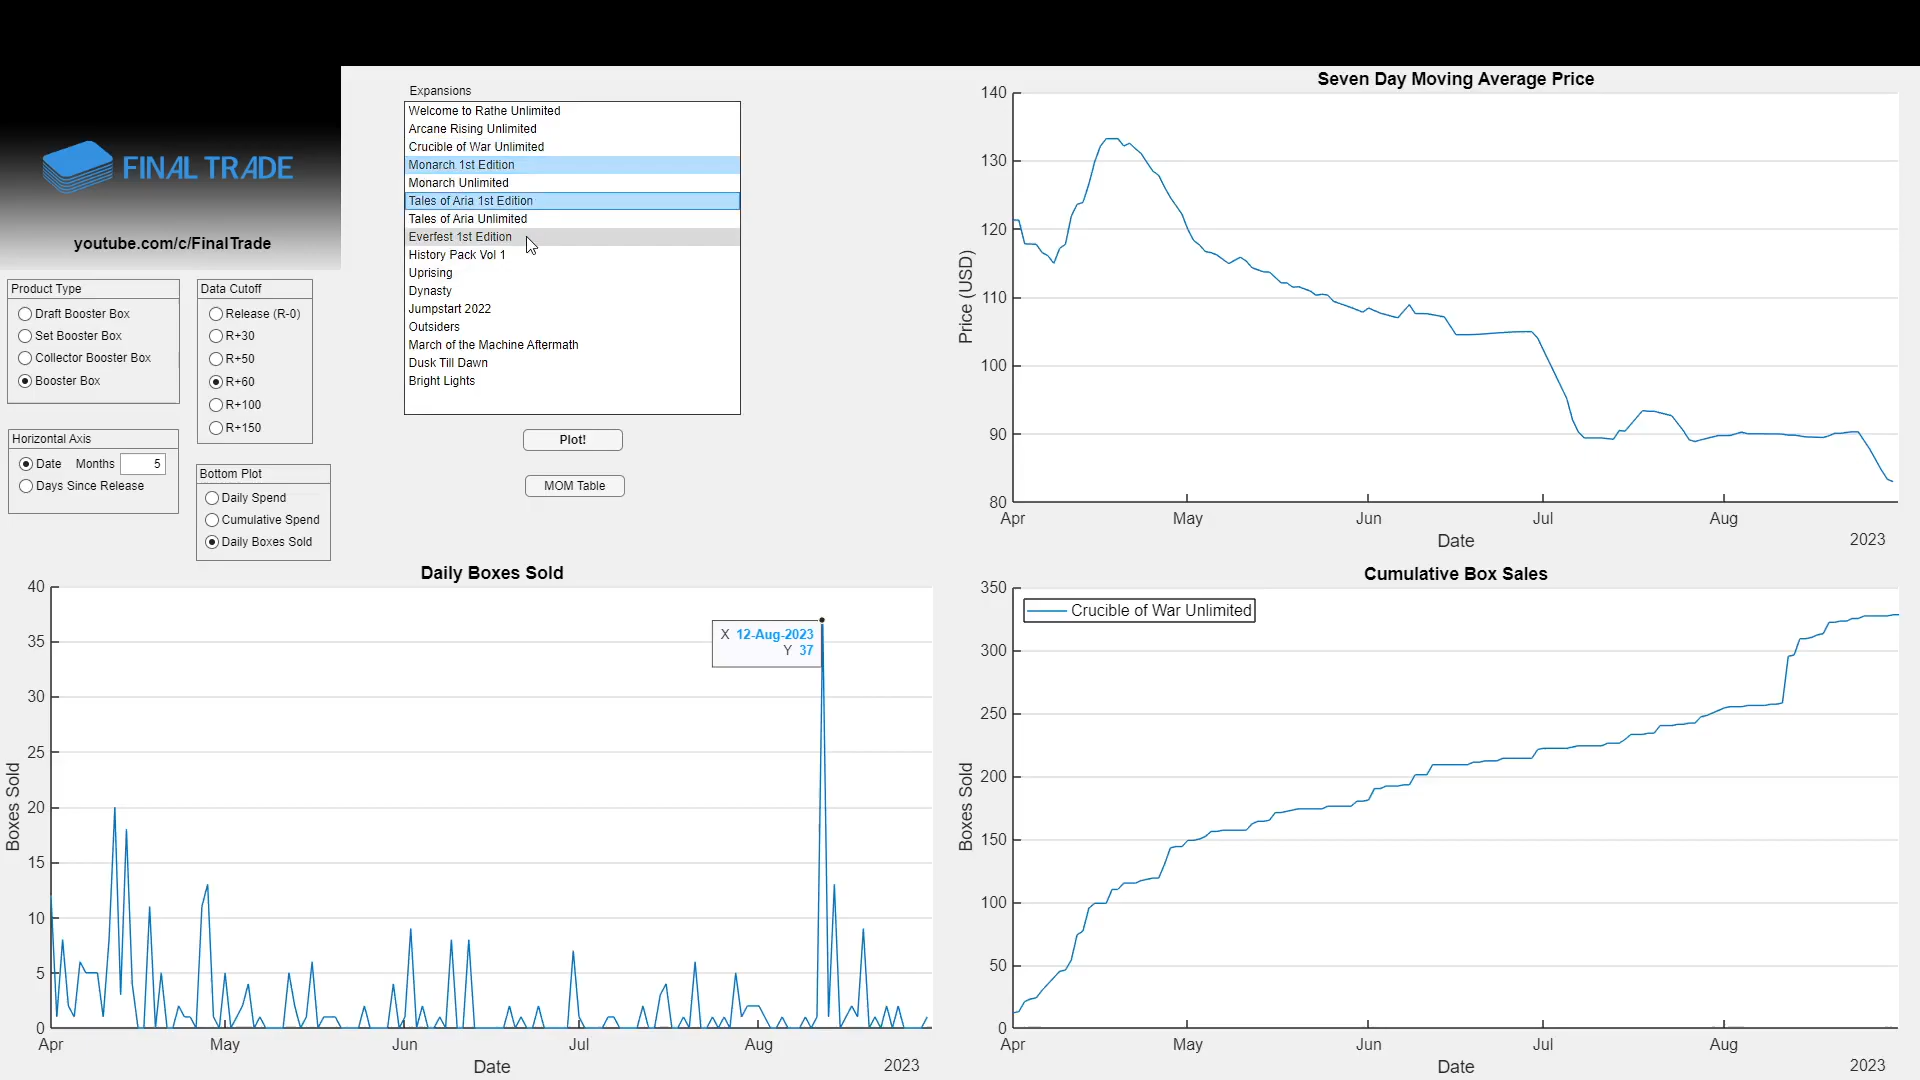 FINAL TRADE
youtube.com/c/FinalTrade
Product Type
Draft Booster Box
Set Booster Box
Collector Booster Box
Booster Box
Data Cutoff
Release (R-0)
R+30
R+50
R+60
R+100
R+150
Horizontal Axis
Date Months 5
Days Since Release
Bottom Plot
Daily Spend
Cumulative Spend
Daily Boxes Sold
Expansions
Welcome to Rathe Unlimited
Arcane Rising Unlimited
Crucible of War Unlimited
Monarch 1st Edition
Monarch Unlimited
Tales of Aria 1st Edition
Tales of Aria Unlimited
Everfest 1st Edition
History Pack Vol 1
Uprising
Dynasty
Jumpstart 2022
Outsiders
March of the Machine Aftermath
Dusk Till Dawn
Bright Lights
Plot!
MOM Table
Seven Day Moving Average Price
140
130
120
110
100
90
80
Price (USD)
Apr May Jun Jul Aug
Date
2023
Daily Boxes Sold
40
35
30
25
20
15
10
5
0
Boxes Sold
X 12-Aug-2023
Y 37
Apr May Jun Jul Aug
Date
2023
Cumulative Box Sales
350
300
250
200
150
100
50
0
Boxes Sold
Crucible of War Unlimited
Apr May Jun Jul Aug
Date
2023